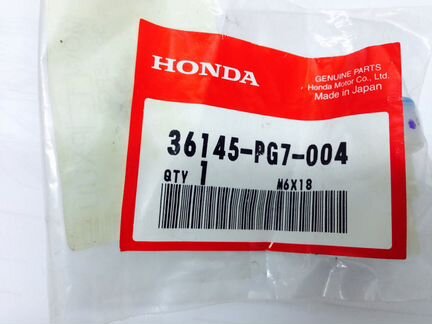 HONDA
GENUINE PARTS
Honda Motor Co., Ltd.
Made in Japan
36145-PG7-004
QTY 1 M6X18